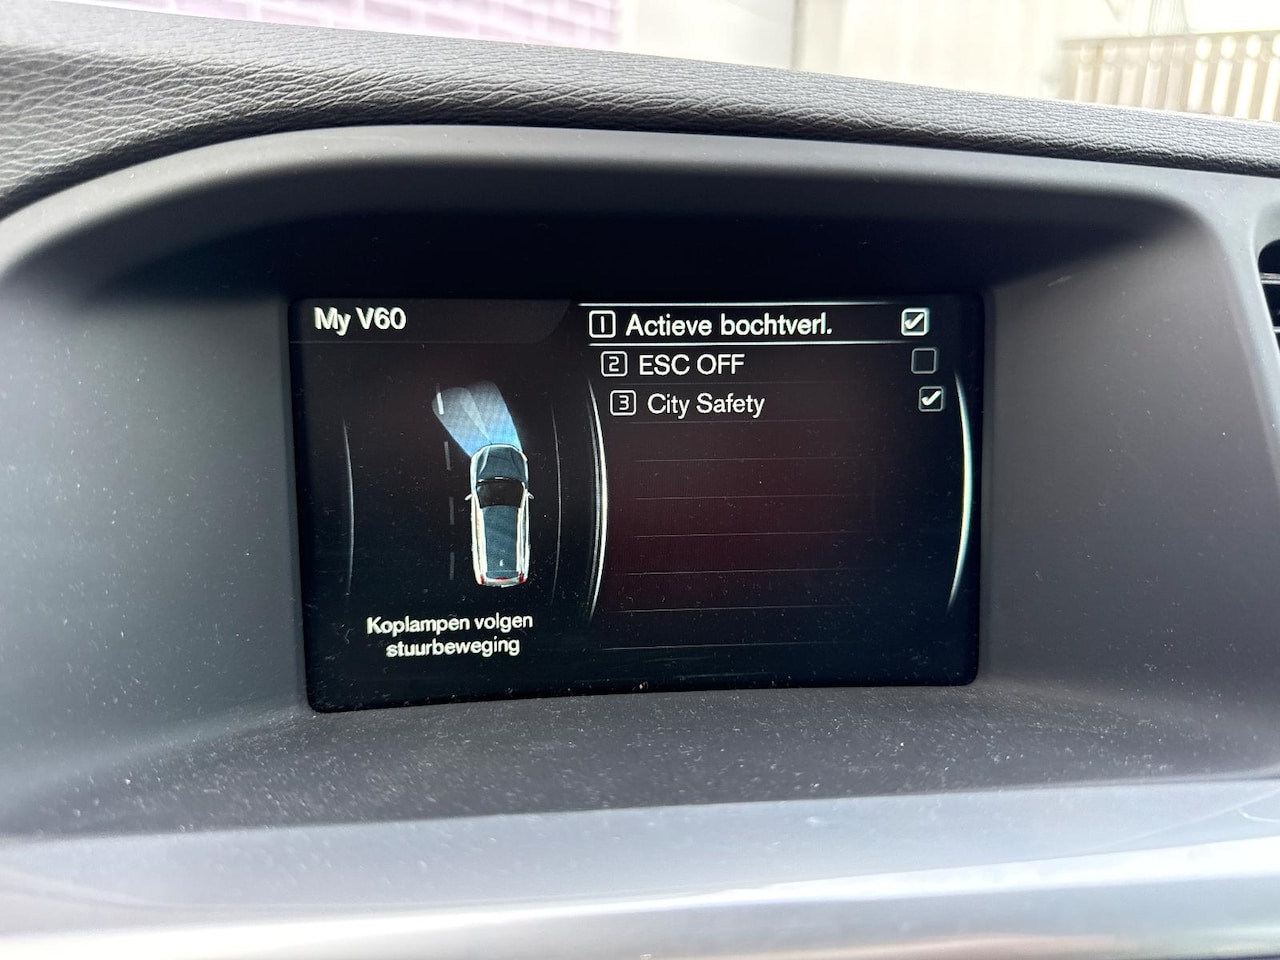 My V60
1 Actieve bochtverl.
2 ESC OFF
3 City Safety
Koplampen volgen
stuurbeweging